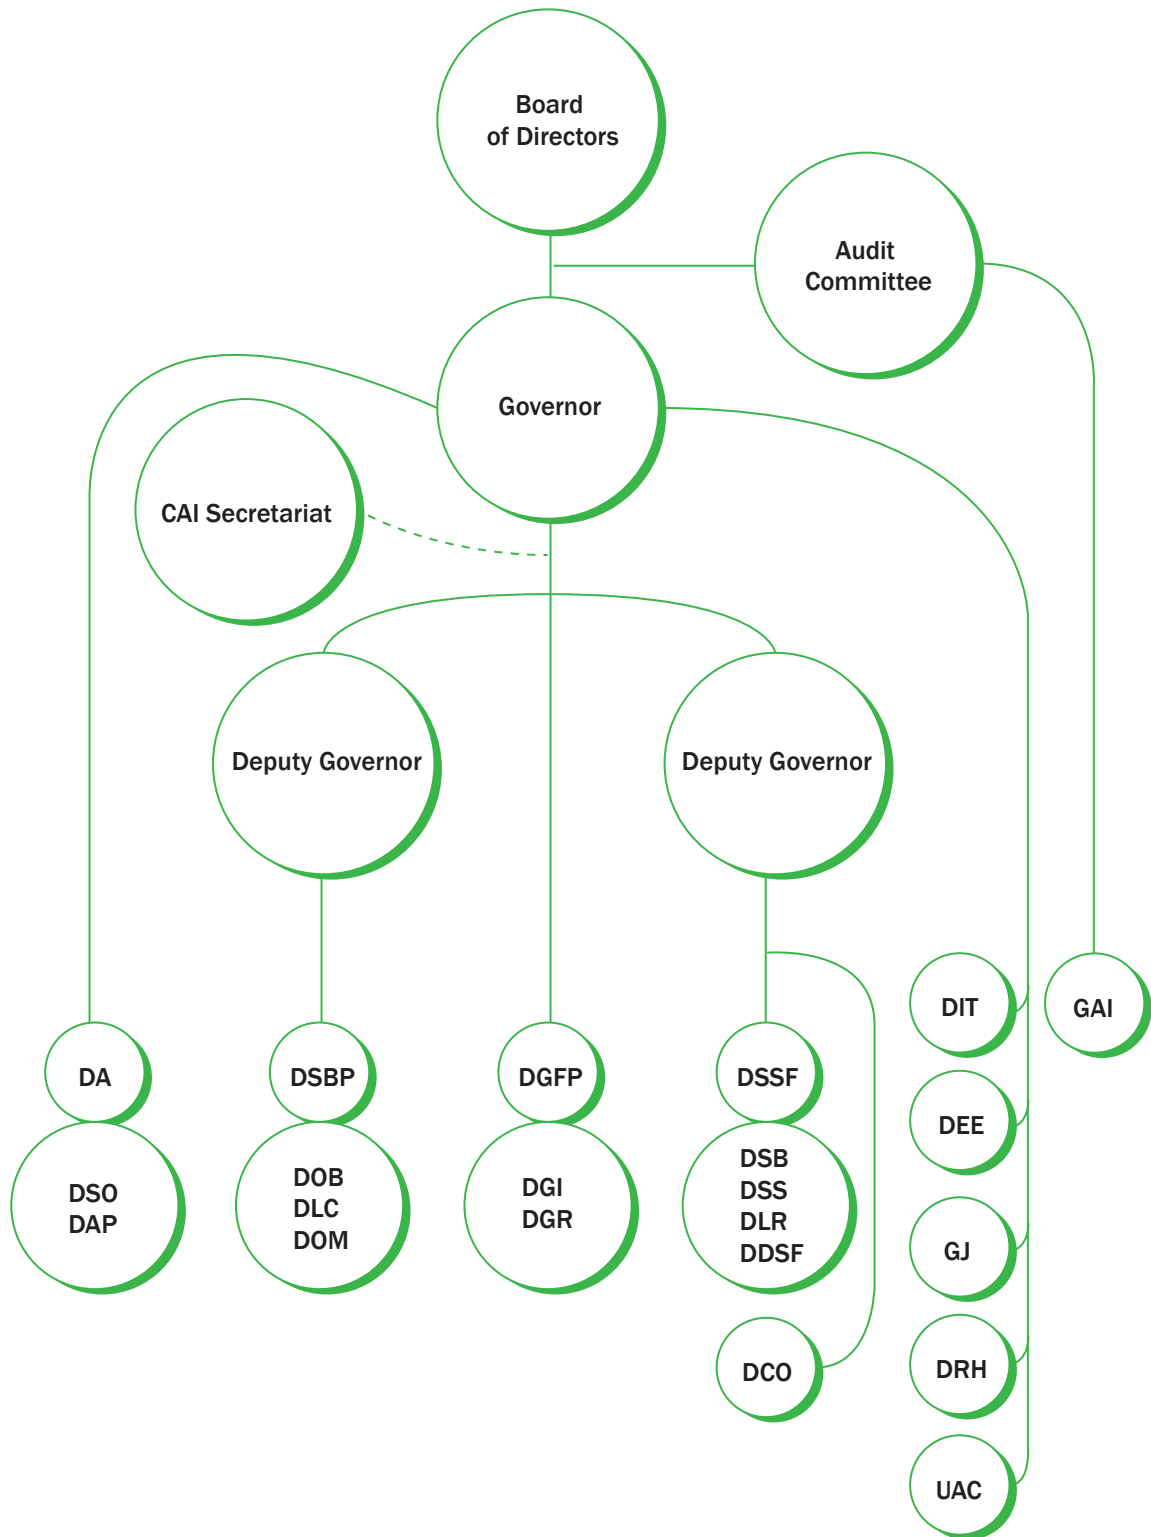 Board
of Directors
Audit
Committee
Governor
CAI Secretariat
Deputy Governor
Deputy Governor
DIT
GAI
DA
DSBP
DGFP
DSSF
DEE
DSO
DAP
DOB
DLC
DOM
DGI
DGR
DSB
DSS
DLR
DDSF
GJ
DCO
DRH
UAC